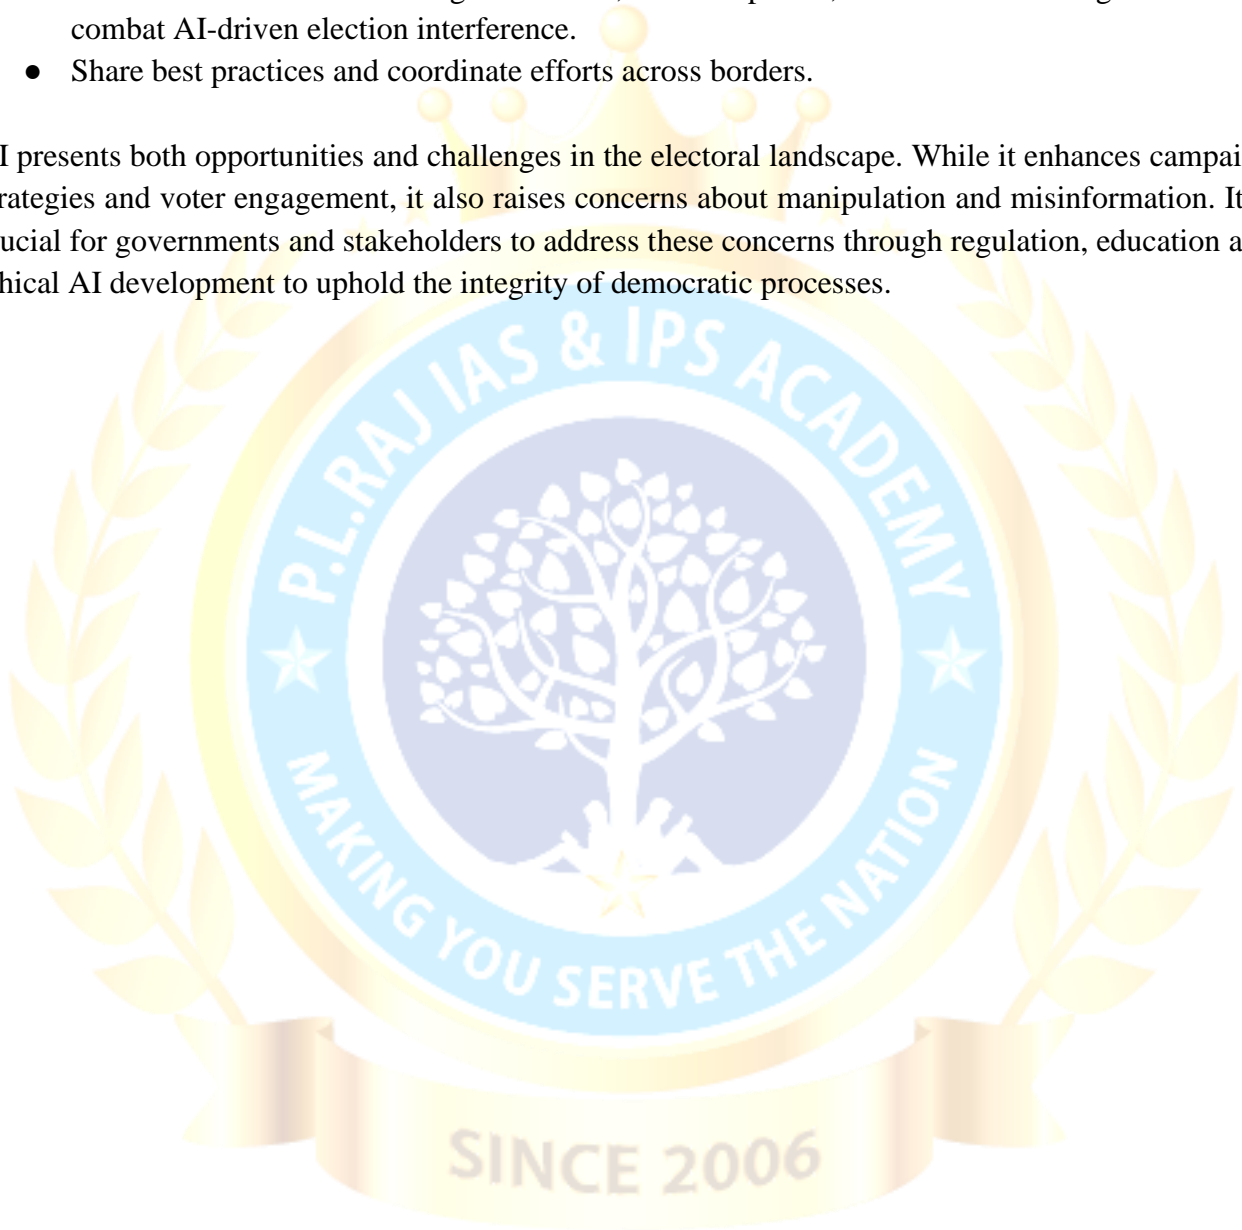 combat AI-driven election interference.
● Share best practices and coordinate efforts across borders.
I presents both opportunities and challenges in the electoral landscape. While it enhances campai
rategies and voter engagement, it also raises concerns about manipulation and misinformation. It
ucial for governments and stakeholders to address these concerns through regulation, education a
hical AI development to uphold the integrity of democratic processes.
P.L.RAJ IAS & IPS ACADEMY
MAKING YOU SERVE THE NATION
SINCE 2006